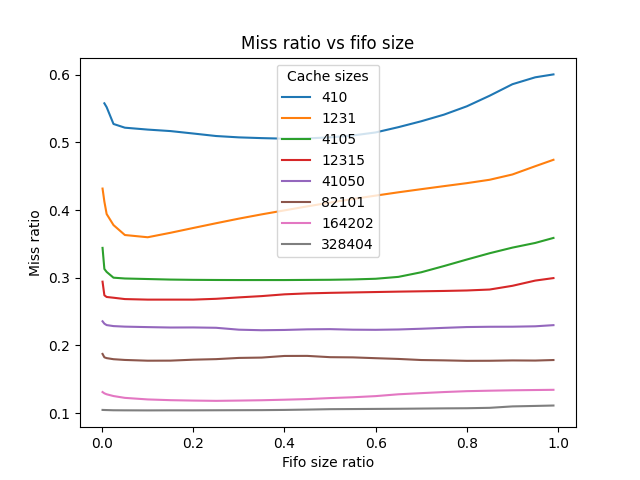 Miss ratio vs fifo size
Cache sizes
410
1231
4105
12315
41050
82101
164202
328404
Miss ratio
0.6
0.5
0.4
0.3
0.2
0.1
0.0 0.2 0.4 0.6 0.8 1.0
Fifo size ratio